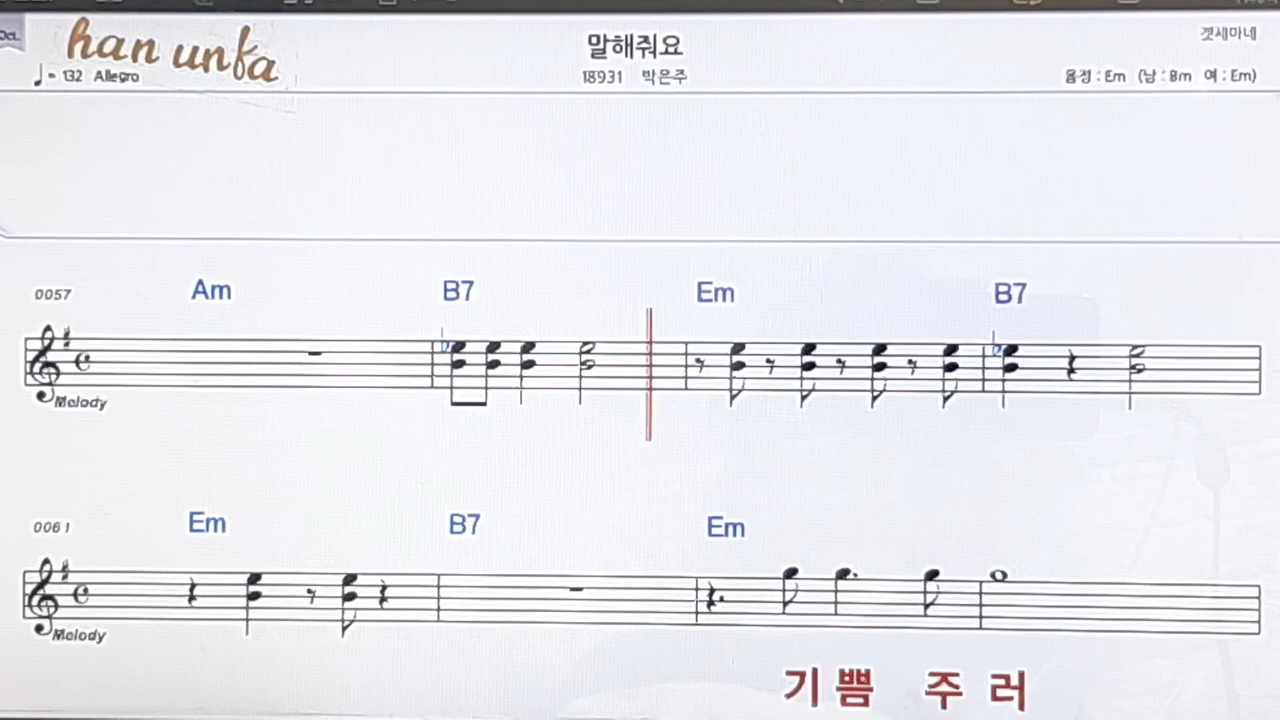 han unfa
말해줘요
겟세마네
♩= 132 Allegro
18931 박은주
음정 : Em (남 : Bm 여 : Em)
0057 Am B7 Em B7
Melody
0061 Em B7 Em
Melody
기 쁨 주 러